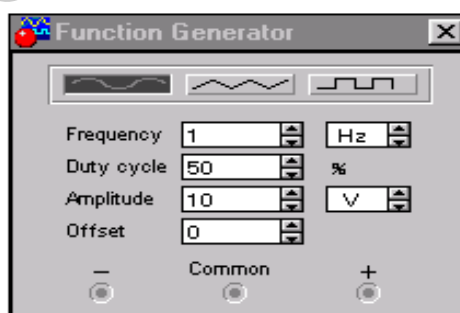 Function Generator
Frequency 1 Hz
Duty cycle 50 %
Amplitude 10 V
Offset 0
− Common +